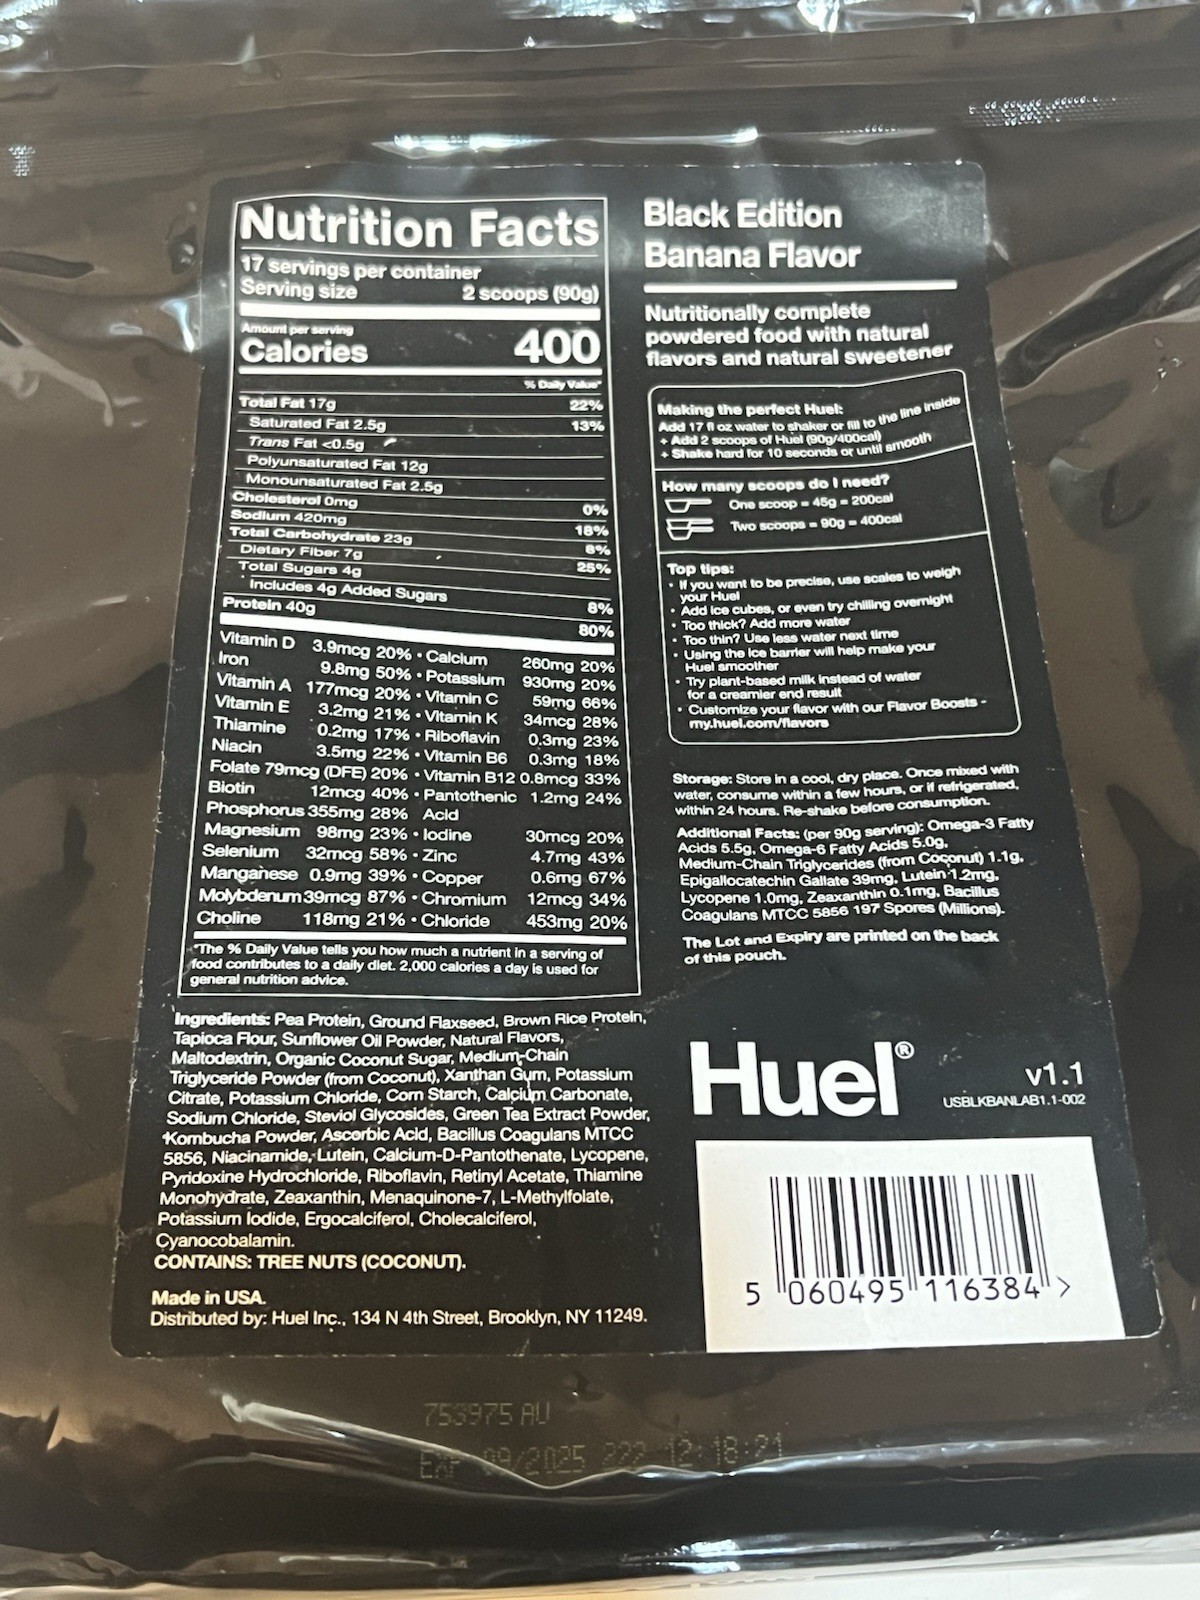 Nutrition Facts
17 servings per container
Serving size 2 scoops (90g)
Amount per serving
Calories 400
% Daily Value*
Total Fat 17g 22%
Saturated Fat 2.5g 13%
Trans Fat <0.5g
Polyunsaturated Fat 12g
Monounsaturated Fat 2.5g
Cholesterol 0mg 0%
Sodium 420mg 18%
Total Carbohydrate 23g 8%
Dietary Fiber 7g 25%
Total Sugars 4g
Includes 4g Added Sugars 8%
Protein 40g 80%
Vitamin D 3.9mcg 20% • Calcium 260mg 20%
Iron 9.8mg 50% • Potassium 930mg 20%
Vitamin A 177mcg 20% • Vitamin C 59mg 66%
Vitamin E 3.2mg 21% • Vitamin K 34mcg 28%
Thiamine 0.2mg 17% • Riboflavin 0.3mg 23%
Niacin 3.5mg 22% • Vitamin B6 0.3mg 18%
Folate 79mcg (DFE) 20% • Vitamin B12 0.8mcg 33%
Biotin 12mcg 40% • Pantothenic 1.2mg 24%
Phosphorus 355mg 28% Acid
Magnesium 98mg 23% • Iodine 30mcg 20%
Selenium 32mcg 58% • Zinc 4.7mg 43%
Manganese 0.9mg 39% • Copper 0.6mg 67%
Molybdenum 39mcg 87% • Chromium 12mcg 34%
Choline 118mg 21% • Chloride 453mg 20%
*The % Daily Value tells you how much a nutrient in a serving of
food contributes to a daily diet. 2,000 calories a day is used for
general nutrition advice.
Ingredients: Pea Protein, Ground Flaxseed, Brown Rice Protein,
Tapioca Flour, Sunflower Oil Powder, Natural Flavors,
Maltodextrin, Organic Coconut Sugar, Medium-Chain
Triglyceride Powder (from Coconut), Xanthan Gum, Potassium
Citrate, Potassium Chloride, Corn Starch, Calcium Carbonate,
Sodium Chloride, Steviol Glycosides, Green Tea Extract Powder,
Kombucha Powder, Ascorbic Acid, Bacillus Coagulans MTCC
5856, Niacinamide, Lutein, Calcium-D-Pantothenate, Lycopene,
Pyridoxine Hydrochloride, Riboflavin, Retinyl Acetate, Thiamine
Monohydrate, Zeaxanthin, Menaquinone-7, L-Methylfolate,
Potassium Iodide, Ergocalciferol, Cholecalciferol,
Cyanocobalamin.
CONTAINS: TREE NUTS (COCONUT).
Made in USA.
Distributed by: Huel Inc., 134 N 4th Street, Brooklyn, NY 11249.
Black Edition
Banana Flavor
Nutritionally complete
powdered food with natural
flavors and natural sweetener
Making the perfect Huel:
Add 17 fl oz water to shaker or fill to the line inside
+ Add 2 scoops of Huel (90g/400cal)
+ Shake hard for 10 seconds or until smooth
How many scoops do I need?
One scoop = 45g = 200cal
Two scoops = 90g = 400cal
Top tips:
• If you want to be precise, use scales to weigh
your Huel
• Add ice cubes, or even try chilling overnight
• Too thick? Add more water
• Too thin? Use less water next time
• Using the ice barrier will help make your
Huel smoother
• Try plant-based milk instead of water
for a creamier end result
• Customize your flavor with our Flavor Boosts -
my.huel.com/flavors
Storage: Store in a cool, dry place. Once mixed with
water, consume within a few hours, or if refrigerated,
within 24 hours. Re-shake before consumption.
Additional Facts: (per 90g serving): Omega-3 Fatty
Acids 5.5g, Omega-6 Fatty Acids 5.0g,
Medium-Chain Triglycerides (from Coconut) 1.1g,
Epigallocatechin Gallate 39mg, Lutein 1.2mg,
Lycopene 1.0mg, Zeaxanthin 0.1mg, Bacillus
Coagulans MTCC 5856 197 Spores (Millions).
The Lot and Expiry are printed on the back
of this pouch.
Huel®
v1.1
USBLKBANLAB1.1-002
5 060495 116384 >
753975 AU
EXP 09/2025 222 12:18:21